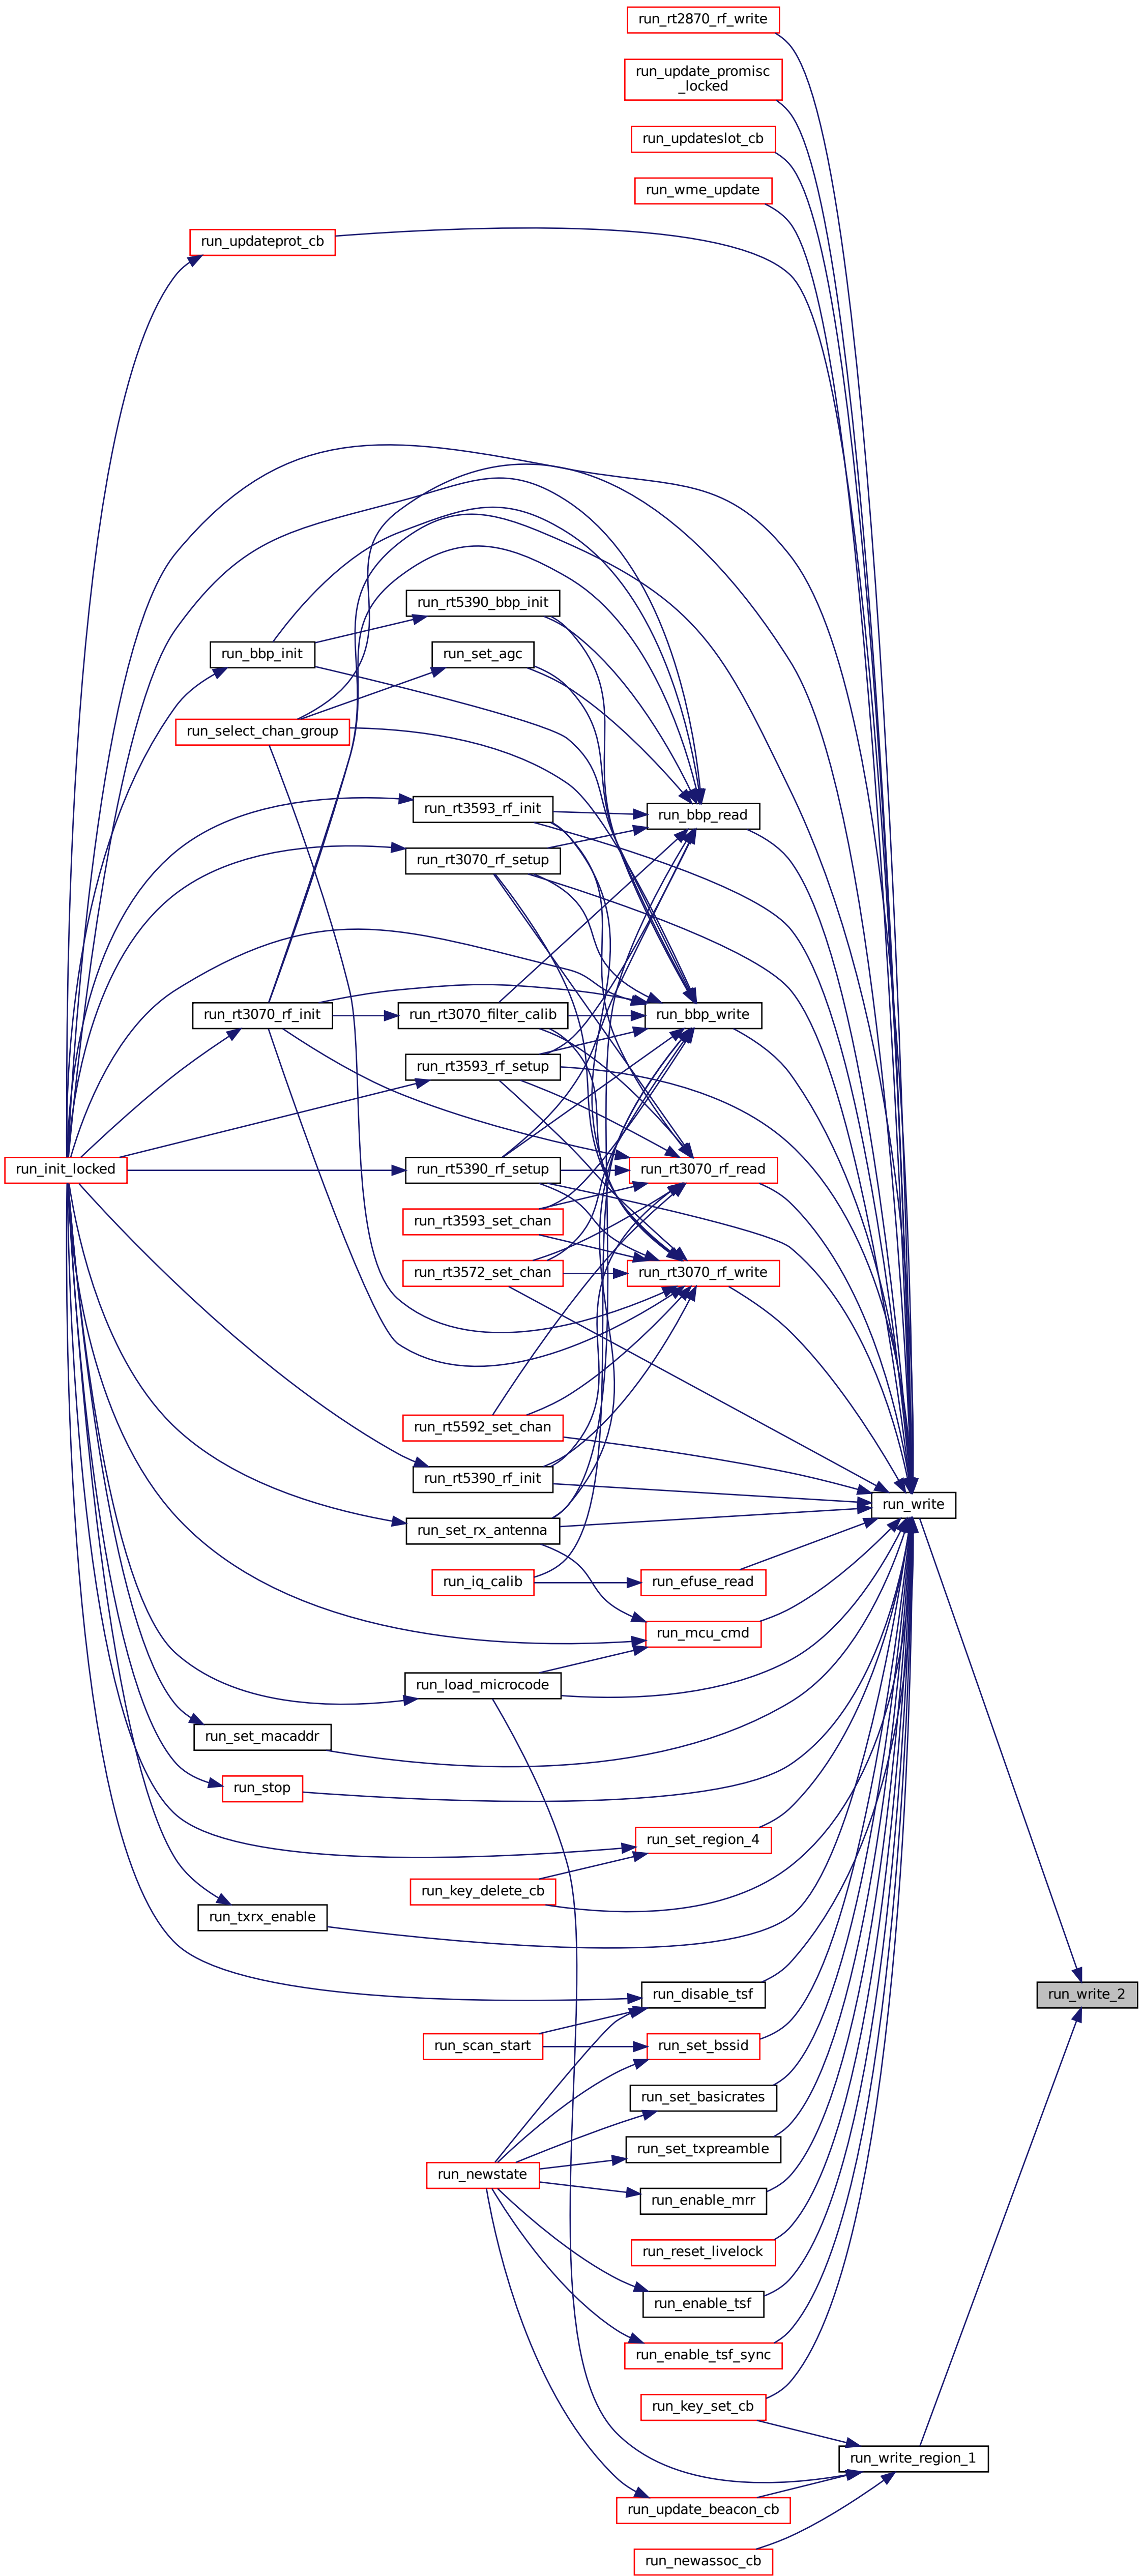 run_rt2870_rf_write
run_update_promisc
_locked
run_updateslot_cb
run_wme_update
run_updateprot_cb
run_rt5390_bbp_init
run_bbp_init
run_set_agc
run_select_chan_group
run_rt3593_rf_init
run_bbp_read
run_rt3070_rf_setup
run_rt3070_rf_init
run_rt3070_filter_calib
run_bbp_write
run_rt3593_rf_setup
run_init_locked
run_rt5390_rf_setup
run_rt3070_rf_read
run_rt3593_set_chan
run_rt3572_set_chan
run_rt3070_rf_write
run_rt5592_set_chan
run_rt5390_rf_init
run_write
run_set_rx_antenna
run_iq_calib
run_efuse_read
run_mcu_cmd
run_load_microcode
run_set_macaddr
run_stop
run_set_region_4
run_key_delete_cb
run_txrx_enable
run_disable_tsf
run_write_2
run_scan_start
run_set_bssid
run_set_basicrates
run_set_txpreamble
run_newstate
run_enable_mrr
run_reset_livelock
run_enable_tsf
run_enable_tsf_sync
run_key_set_cb
run_write_region_1
run_update_beacon_cb
run_newassoc_cb